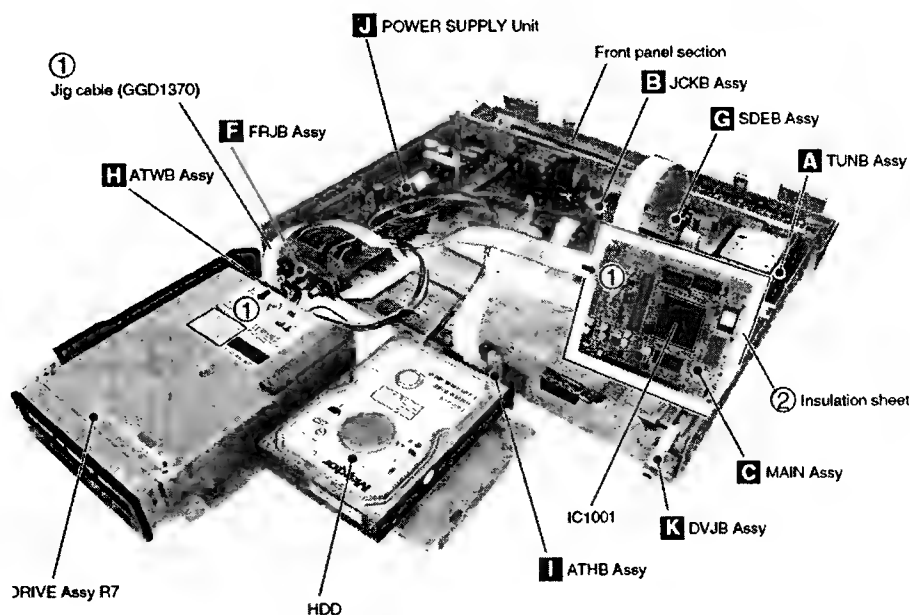 J POWER SUPPLY Unit
Front panel section
①
Jig cable (GGD1370)
B JCKB Assy
F FRJB Assy
G SDEB Assy
H ATWB Assy
A TUNB Assy
①
①
② Insulation sheet
C MAIN Assy
IC1001
K DVJB Assy
I ATHB Assy
DRIVE Assy R7
HDD